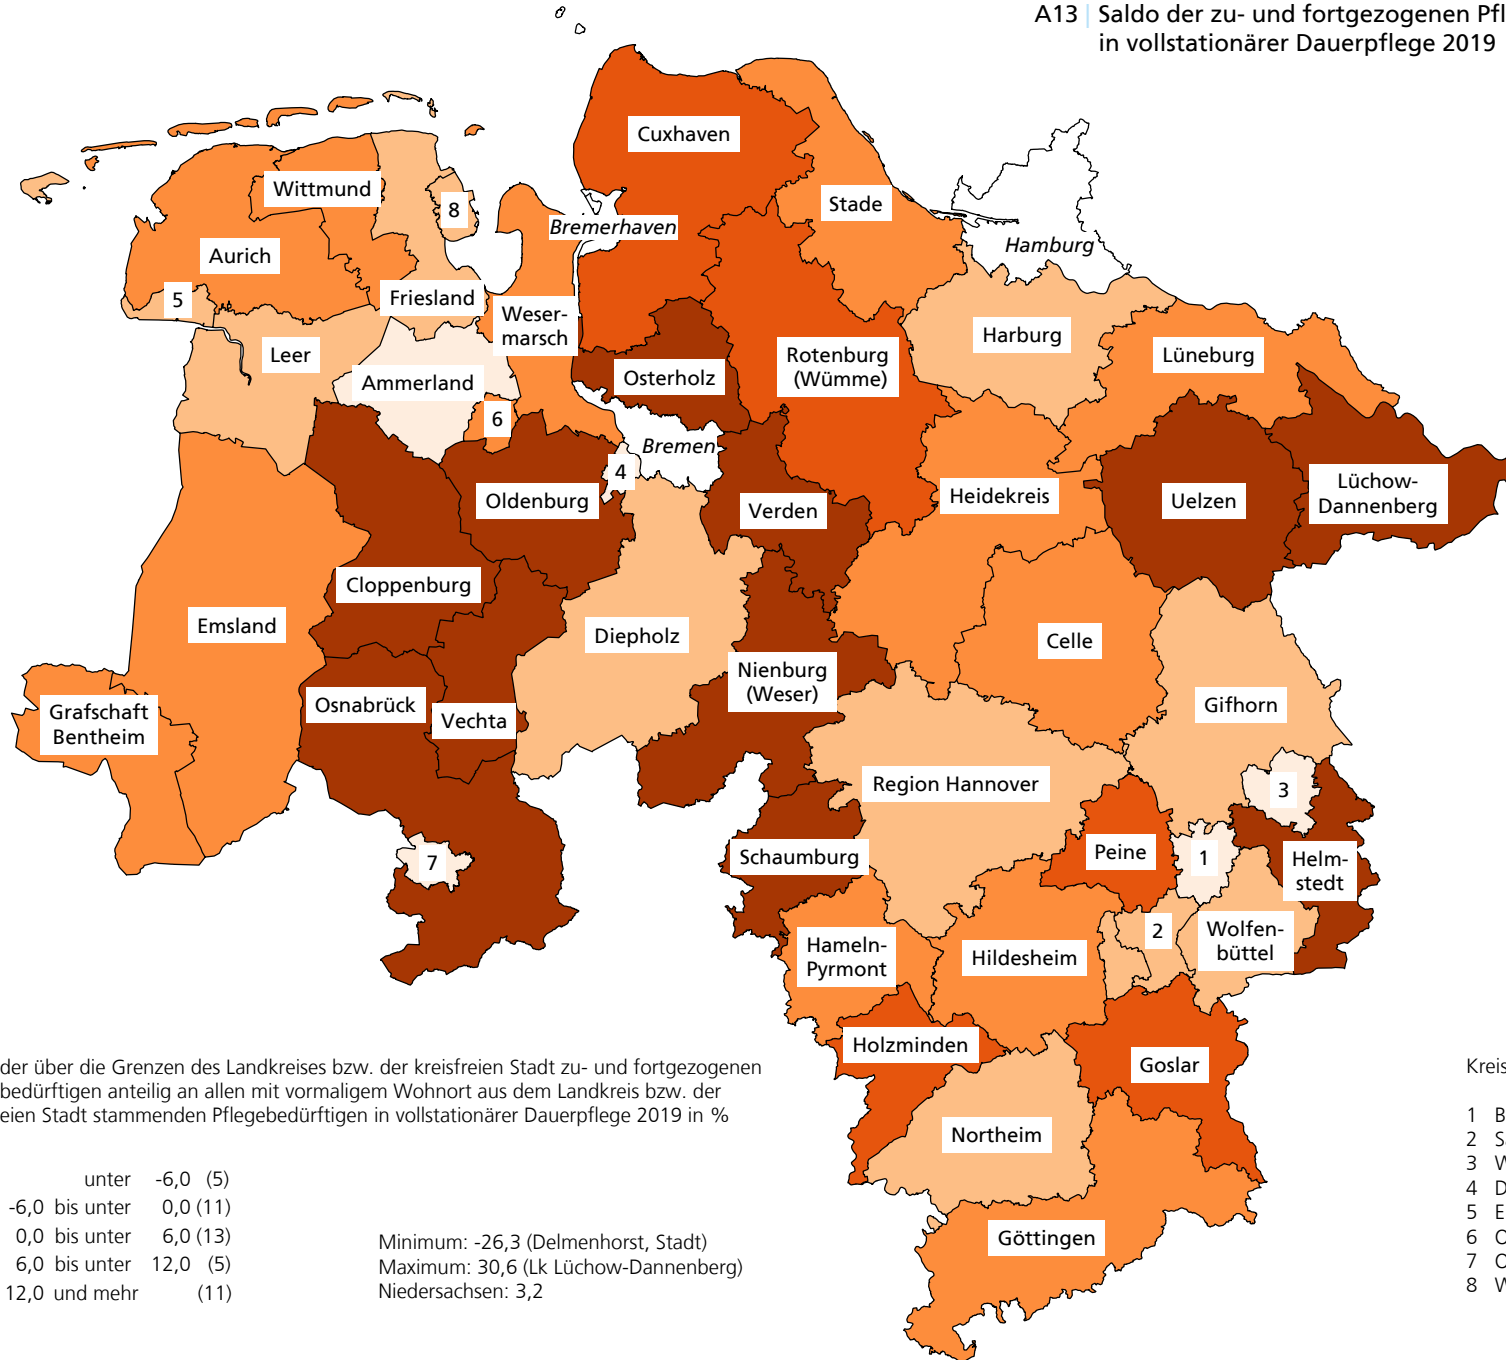 A13 | Saldo der zu- und fortgezogenen
in vollstationärer Dauerpflege 2019
Cuxhaven
Wittmund
8
Stade
Bremerhaven
Hamburg
Aurich
5
Friesland
Weser-
marsch
Harburg
Leer
Rotenburg
(Wümme)
Lüneburg
Ammerland
Osterholz
6
Bremen
4
Oldenburg
Verden
Heidekreis
Uelzen
Lüchow-
Dannenberg
Cloppenburg
Emsland
Diepholz
Celle
Nienburg
(Weser)
Grafschaft
Bentheim
Osnabrück
Vechta
Gifhorn
Region Hannover
3
7
Schaumburg
Peine
1
Helm-
stedt
2
Wolfen-
büttel
Hameln-
Pyrmont
Hildesheim
Holzminden
Goslar
Northeim
Göttingen
der über die Grenzen des Landkreises bzw. der kreisfreien Stadt zu- und fortgezogenen
bedürftigen anteilig an allen mit vormaligem Wohnort aus dem Landkreis bzw. der
eien Stadt stammenden Pflegebedürftigen in vollstationärer Dauerpflege 2019 in %
unter -6,0 (5)
-6,0 bis unter 0,0 (11)
0,0 bis unter 6,0 (13)
6,0 bis unter 12,0 (5)
12,0 und mehr (11)
Minimum: -26,3 (Delmenhorst, Stadt)
Maximum: 30,6 (Lk Lüchow-Dannenberg)
Niedersachsen: 3,2
Kreis
1 B
2 S
3 W
4 D
5 E
6 O
7 O
8 W